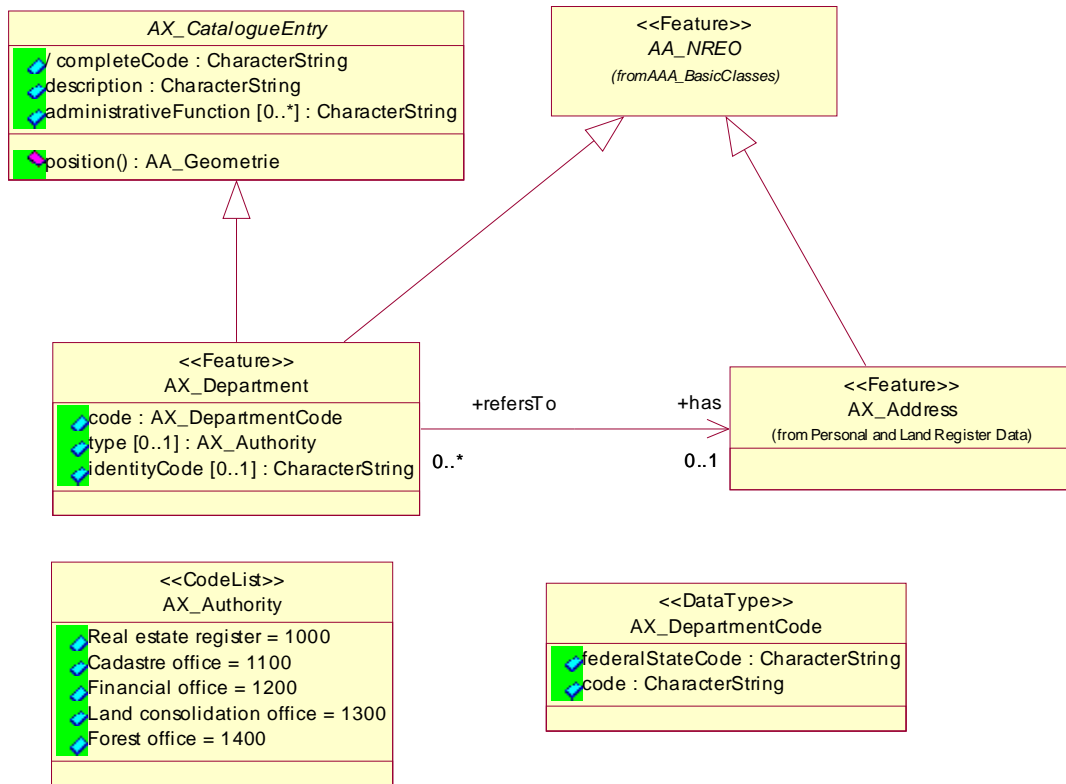 AX_CatalogueEntry
/ completeCode : CharacterString
description : CharacterString
administrativeFunction [0..*] : CharacterString
position() : AA_Geometrie
<<Feature>>
AA_NREO
(fromAAA_BasicClasses)
<<Feature>>
AX_Department
code : AX_DepartmentCode
type [0..1] : AX_Authority
identityCode [0..1] : CharacterString
+refersTo
+has
0..*
0..1
<<Feature>>
AX_Address
(from Personal and Land Register Data)
<<CodeList>>
AX_Authority
Real estate register = 1000
Cadastre office = 1100
Financial office = 1200
Land consolidation office = 1300
Forest office = 1400
<<DataType>>
AX_DepartmentCode
federalStateCode : CharacterString
code : CharacterString